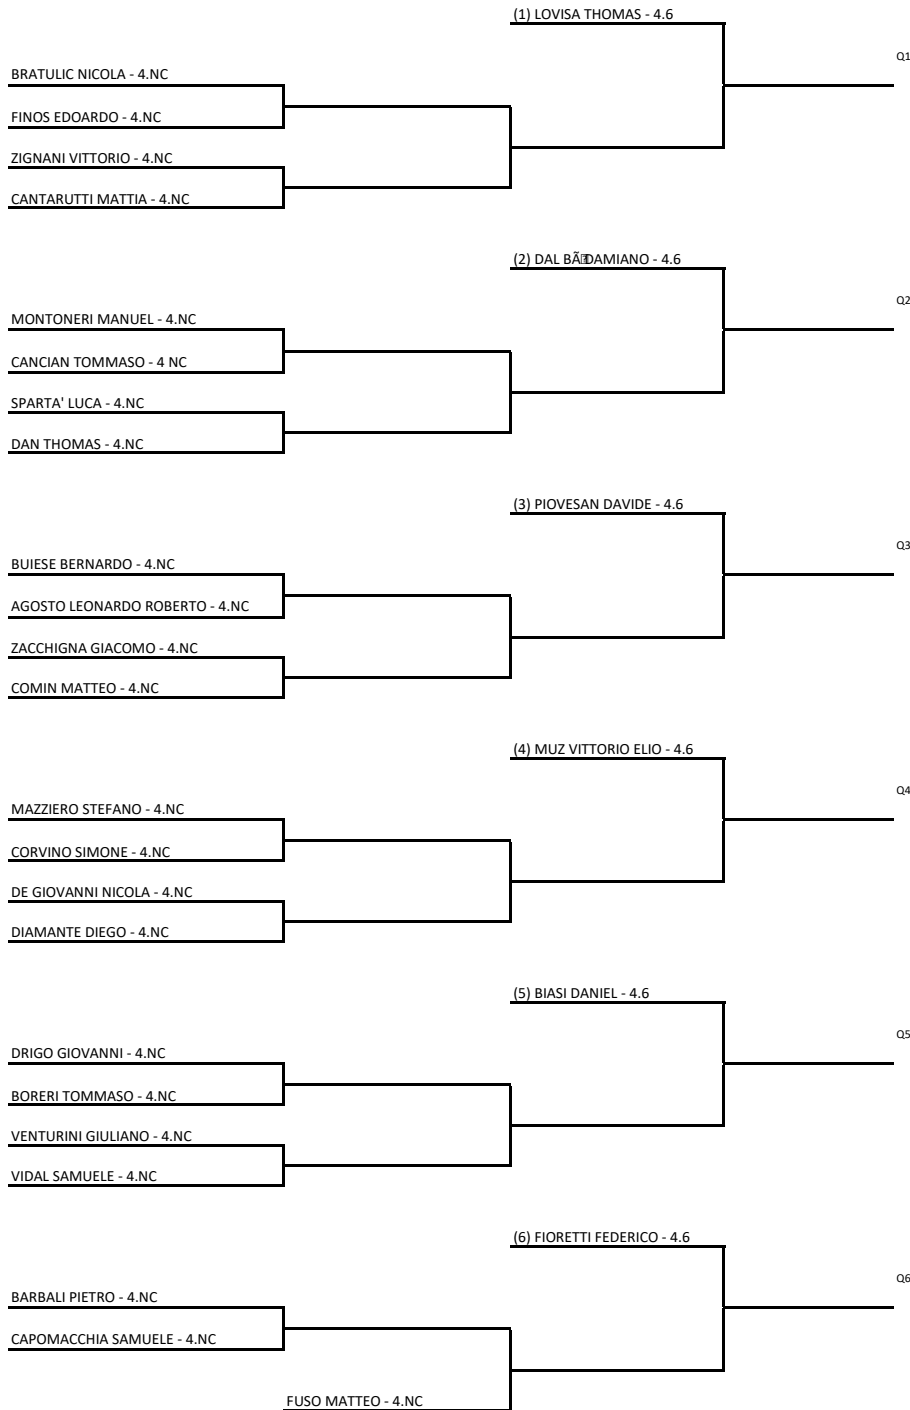 (1) LOVISA THOMAS - 4.6
Q1
BRATULIC NICOLA - 4.NC
FINOS EDOARDO - 4.NC
ZIGNANI VITTORIO - 4.NC
CANTARUTTI MATTIA - 4.NC
(2) DAL BÃDAMIANO - 4.6
Q2
MONTONERI MANUEL - 4.NC
CANCIAN TOMMASO - 4 NC
SPARTA' LUCA - 4.NC
DAN THOMAS - 4.NC
(3) PIOVESAN DAVIDE - 4.6
Q3
BUIESE BERNARDO - 4.NC
AGOSTO LEONARDO ROBERTO - 4.NC
ZACCHIGNA GIACOMO - 4.NC
COMIN MATTEO - 4.NC
(4) MUZ VITTORIO ELIO - 4.6
Q4
MAZZIERO STEFANO - 4.NC
CORVINO SIMONE - 4.NC
DE GIOVANNI NICOLA - 4.NC
DIAMANTE DIEGO - 4.NC
(5) BIASI DANIEL - 4.6
Q5
DRIGO GIOVANNI - 4.NC
BORERI TOMMASO - 4.NC
VENTURINI GIULIANO - 4.NC
VIDAL SAMUELE - 4.NC
(6) FIORETTI FEDERICO - 4.6
Q6
BARBALI PIETRO - 4.NC
CAPOMACCHIA SAMUELE - 4.NC
FUSO MATTEO - 4.NC